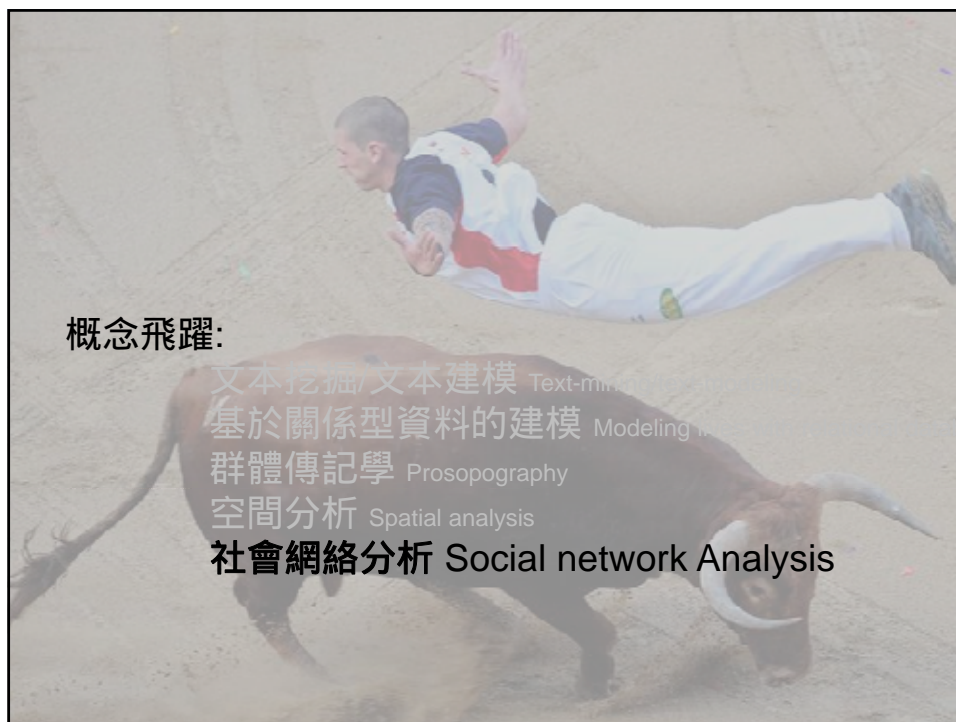 概念飛躍:
文本挖掘/文本建模 Text-min
基於關係型資料的建模 Modeling
群體傳記學 Prosopography
空間分析 Spatial analysis
社會網絡分析 Social network Analysis